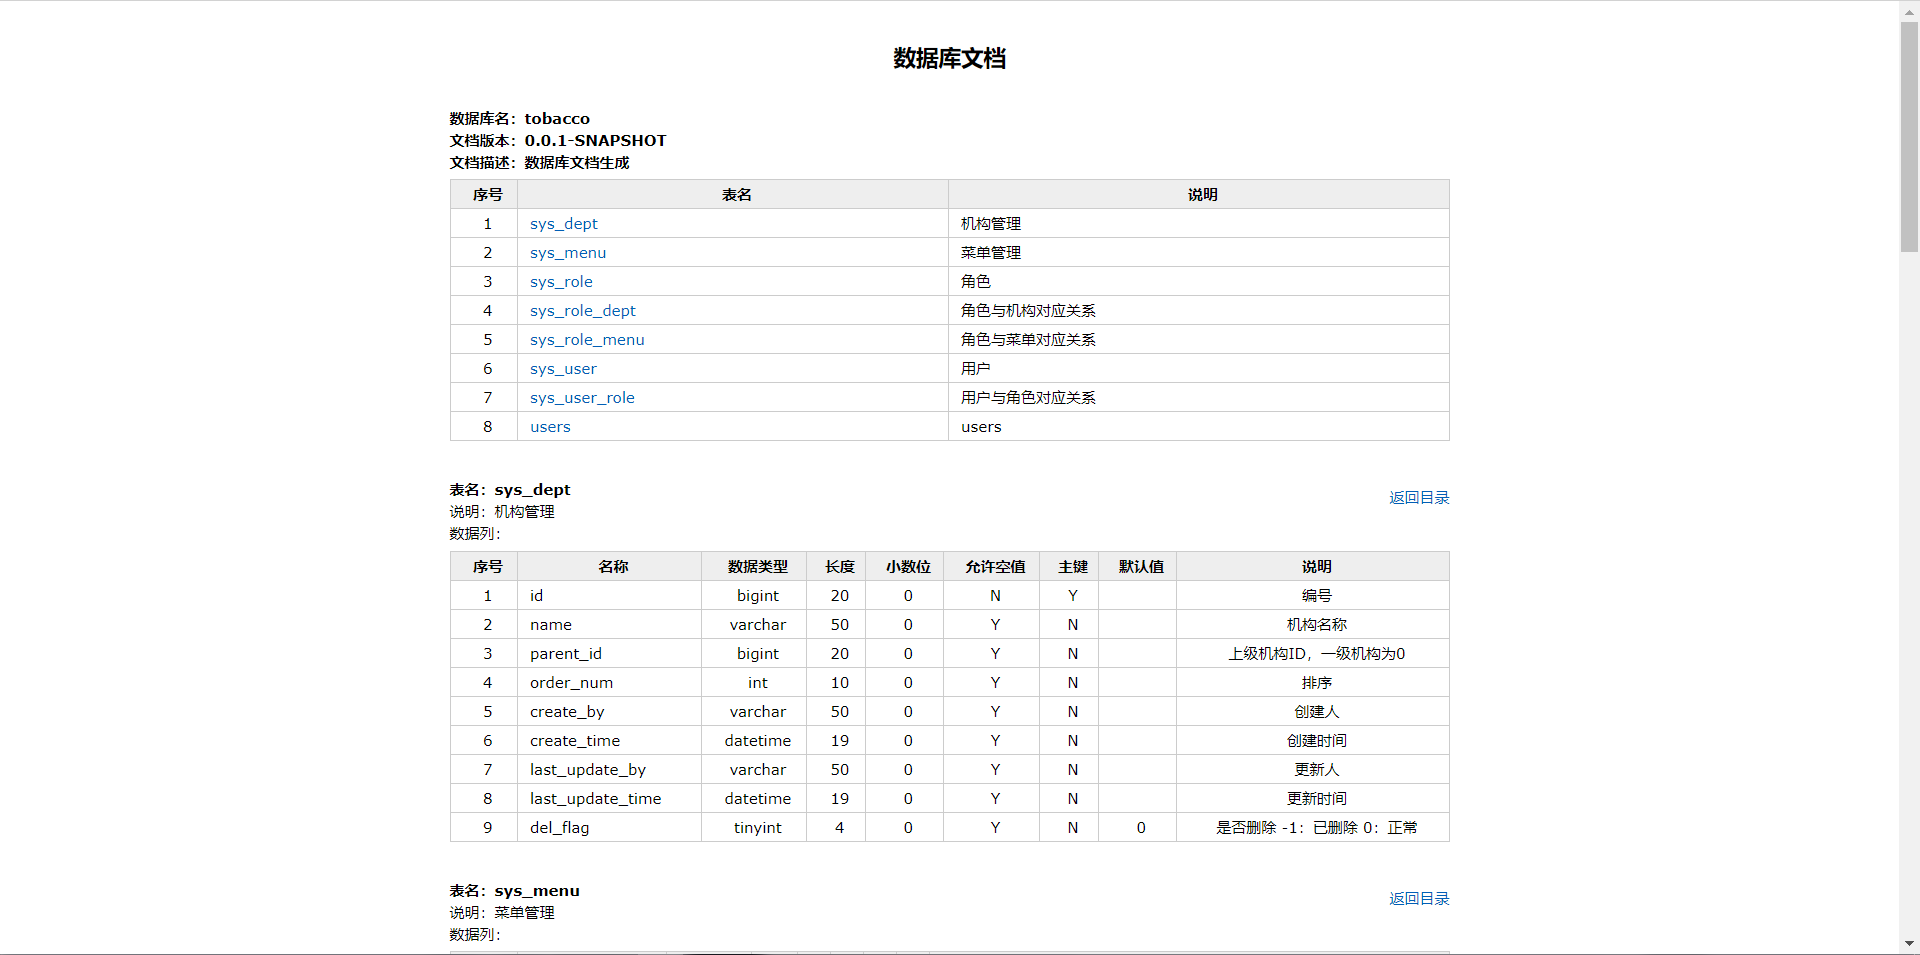 数据库文档
数据库名：tobacco
文档版本：0.0.1-SNAPSHOT
文档描述：数据库文档生成
序号 表名 说明
1 sys_dept 机构管理
2 sys_menu 菜单管理
3 sys_role 角色
4 sys_role_dept 角色与机构对应关系
5 sys_role_menu 角色与菜单对应关系
6 sys_user 用户
7 sys_user_role 用户与角色对应关系
8 users users
表名：sys_dept 返回目录
说明：机构管理
数据列：
序号 名称 数据类型 长度 小数位 允许空值 主键 默认值 说明
1 id bigint 20 0 N Y 编号
2 name varchar 50 0 Y N 机构名称
3 parent_id bigint 20 0 Y N 上级机构ID，一级机构为0
4 order_num int 10 0 Y N 排序
5 create_by varchar 50 0 Y N 创建人
6 create_time datetime 19 0 Y N 创建时间
7 last_update_by varchar 50 0 Y N 更新人
8 last_update_time datetime 19 0 Y N 更新时间
9 del_flag tinyint 4 0 Y N 0 是否删除 -1：已删除 0：正常
表名：sys_menu 返回目录
说明：菜单管理
数据列：